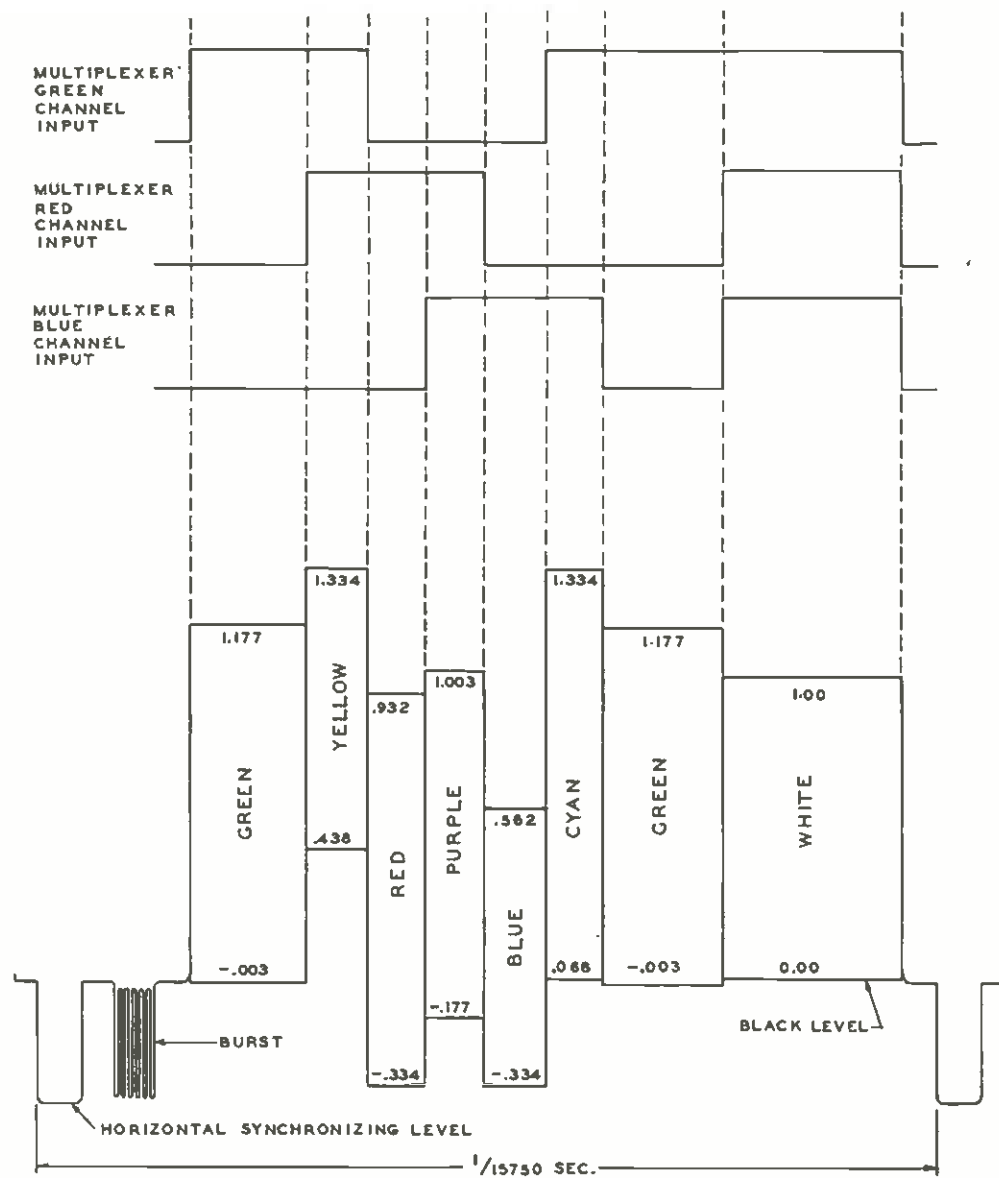 MULTIPLEXER
GREEN
CHANNEL
INPUT
MULTIPLEXER
RED
CHANNEL
INPUT
MULTIPLEXER
BLUE
CHANNEL
INPUT
1.177
GREEN
-.003
1.334
YELLOW
.438
.932
RED
-.334
1.003
PURPLE
-.177
.562
BLUE
-.334
1.334
CYAN
.066
1.177
GREEN
-.003
1.00
WHITE
0.00
BLACK LEVEL
BURST
HORIZONTAL SYNCHRONIZING LEVEL
1/15750 SEC.